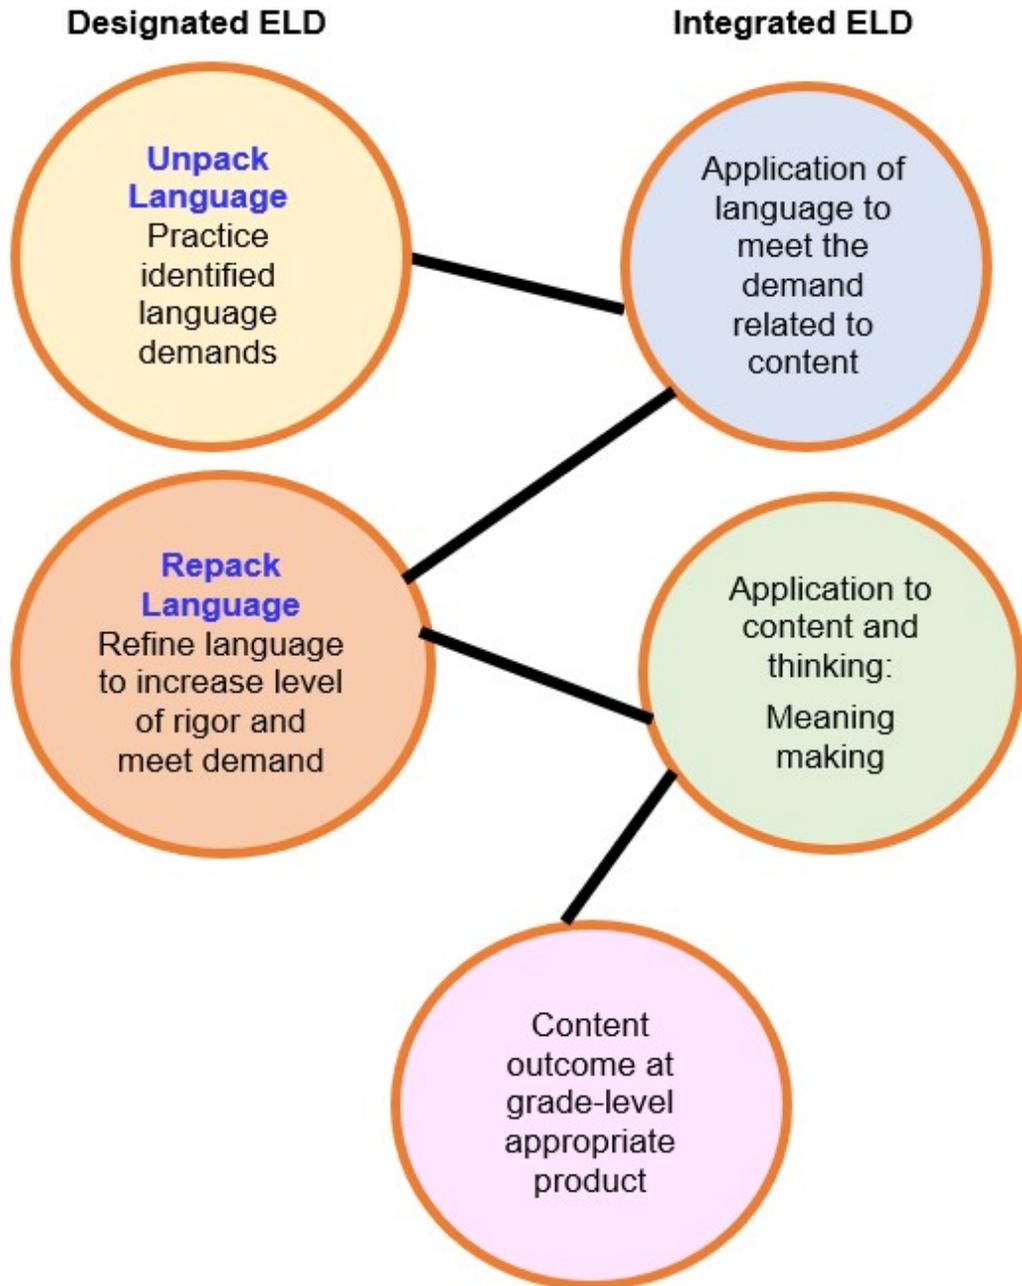 Designated ELD
Integrated ELD
Unpack
Language
Practice
identified
language
demands
Application of
language to
meet the
demand
related to
content
Repack
Language
Refine language
to increase level
of rigor and
meet demand
Application to
content and
thinking:
Meaning
making
Content
outcome at
grade-level
appropriate
product